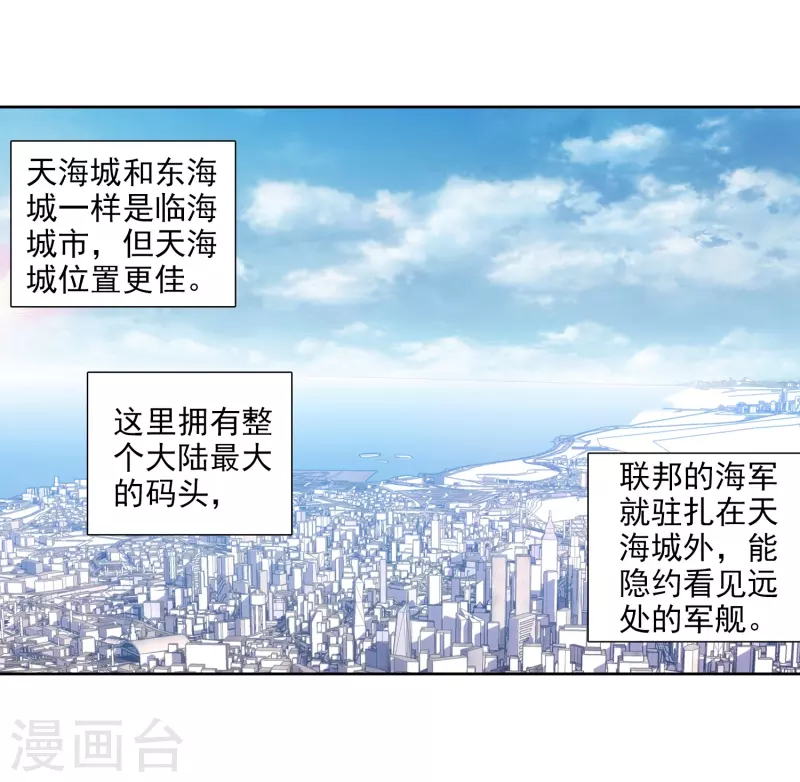 天海城和东海
城一样是临海
城市，但天海
城位置更佳。
这里拥有整
个大陆最大
的码头，
联邦的海军
就驻扎在天
海城外，能
隐约看见远
处的军舰。
漫画台